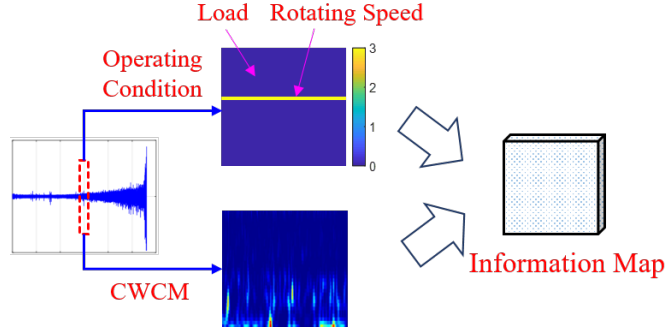 Load
Rotating Speed
Operating
Condition
3
2
1
0
CWCM
Information Map